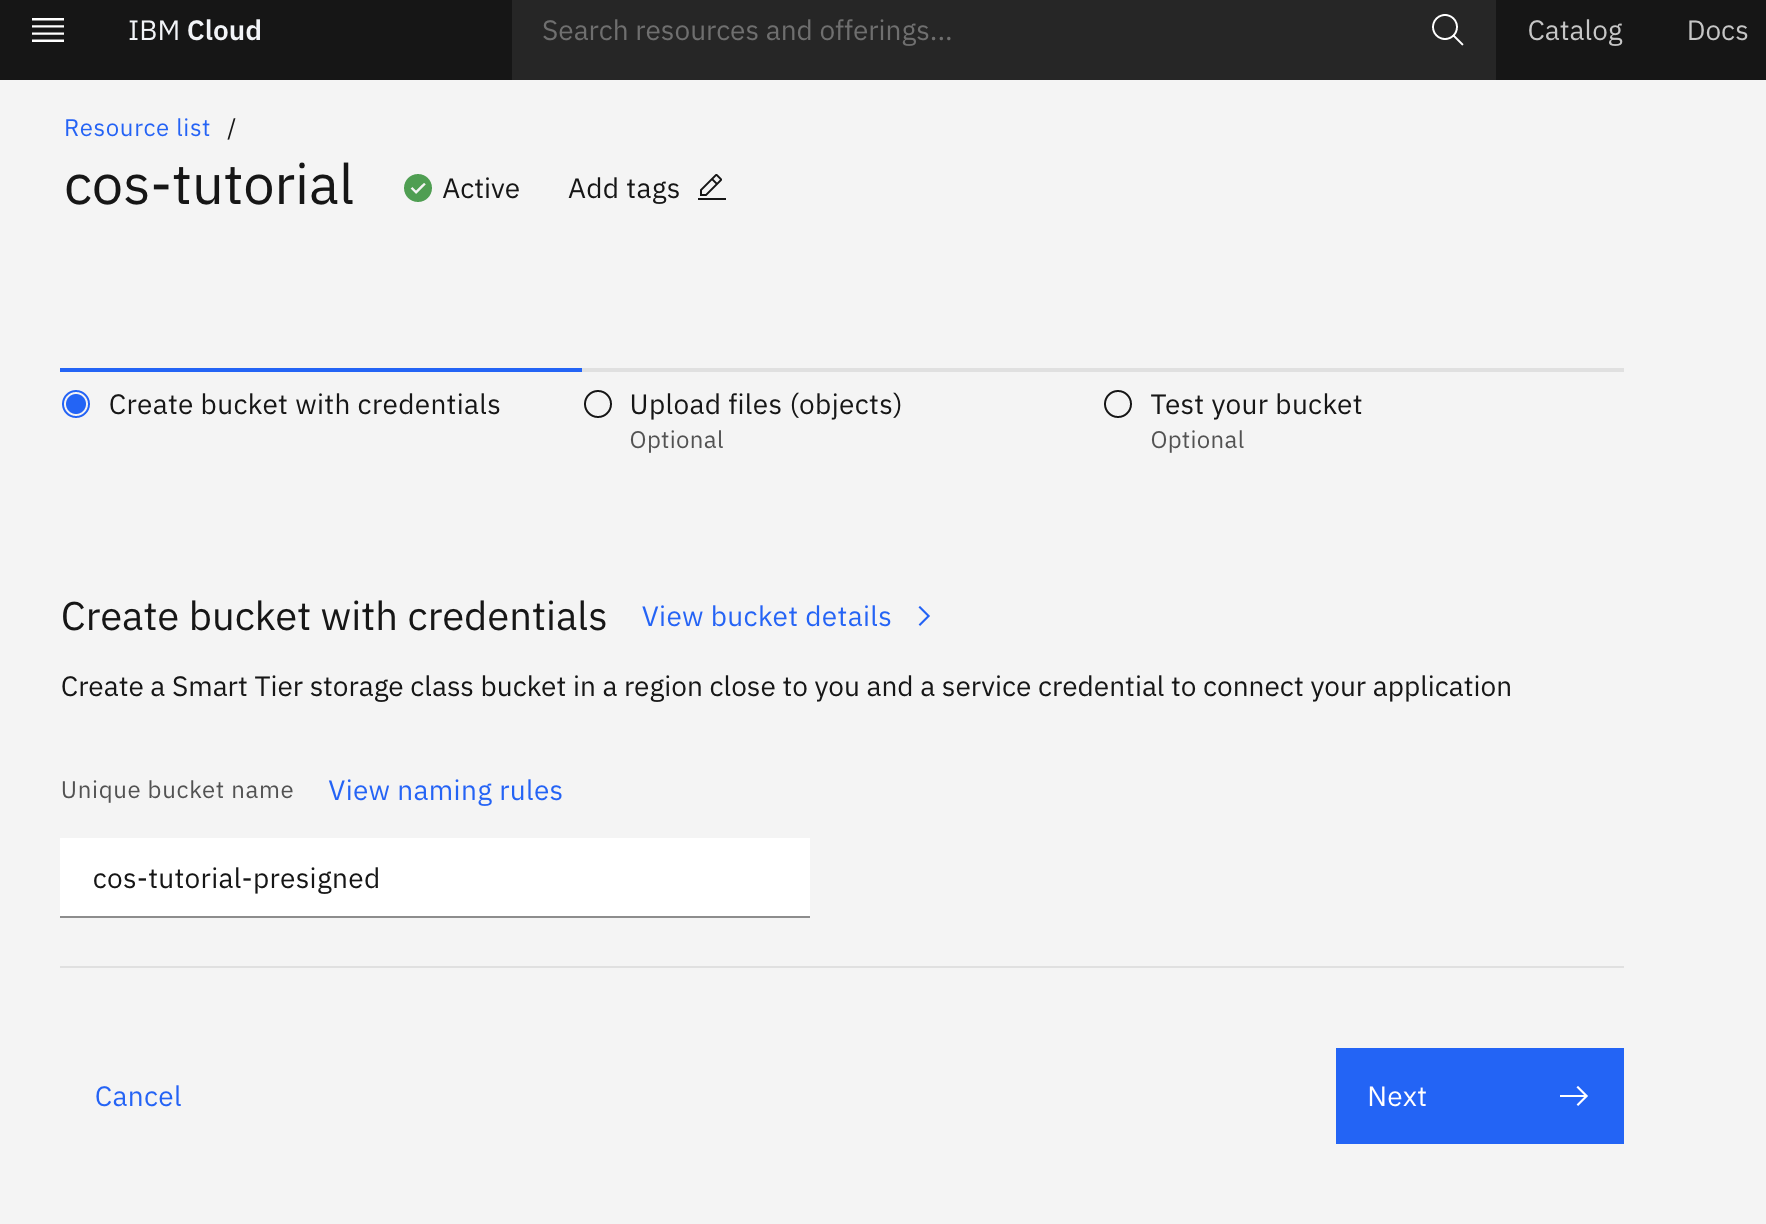 IBM Cloud
Search resources and offerings...
Catalog
Docs
Resource list /
cos-tutorial
Active
Add tags
Create bucket with credentials
Upload files (objects)
Optional
Test your bucket
Optional
Create bucket with credentials
View bucket details
Create a Smart Tier storage class bucket in a region close to you and a service credential to connect your application
Unique bucket name
View naming rules
cos-tutorial-presigned
Cancel
Next